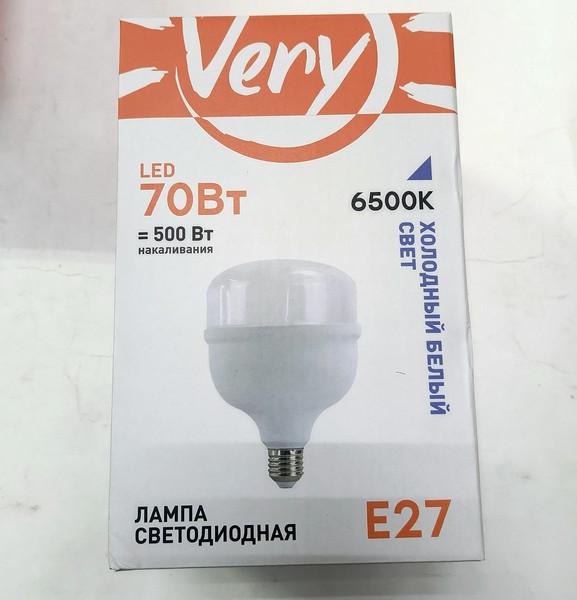 Very
LED
70Вт
= 500 Вт
накаливания
6500K
ХОЛОДНЫЙ БЕЛЫЙ
СВЕТ
ЛАМПА
СВЕТОДИОДНАЯ
E27